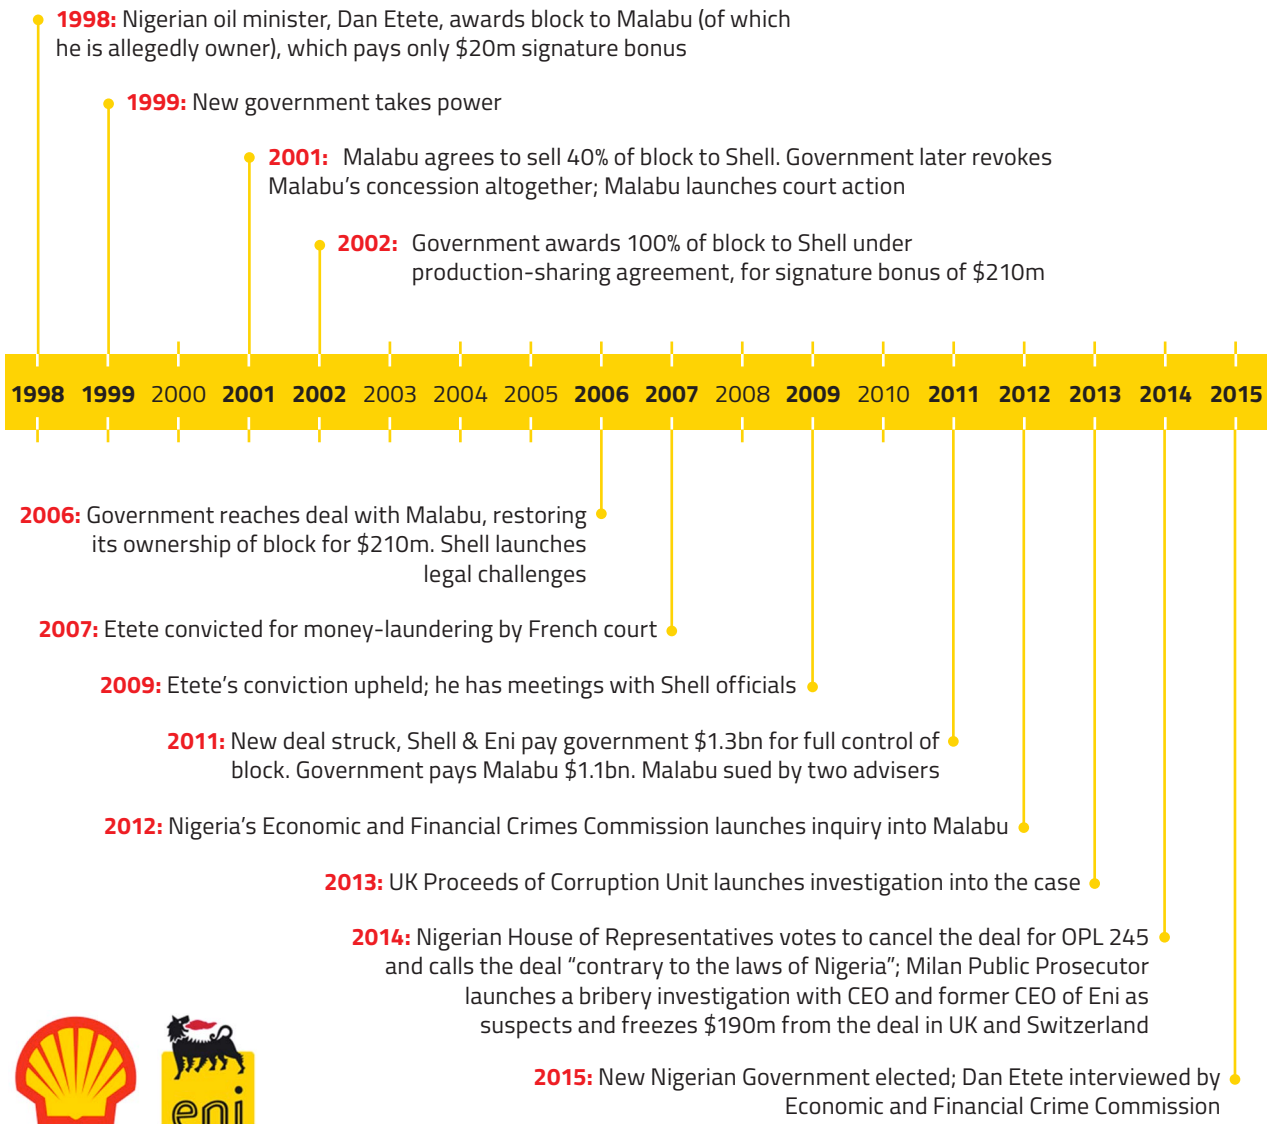 1998: Nigerian oil minister, Dan Etete, awards block to Malabu (of which
he is allegedly owner), which pays only $20m signature bonus
1999: New government takes power
2001: Malabu agrees to sell 40% of block to Shell. Government later revokes
Malabu's concession altogether; Malabu launches court action
2002: Government awards 100% of block to Shell under
production-sharing agreement, for signature bonus of $210m
1998 1999 2000 2001 2002 2003 2004 2005 2006 2007 2008 2009 2010 2011 2012 2013 2014 2015
2006: Government reaches deal with Malabu, restoring
its ownership of block for $210m. Shell launches
legal challenges
2007: Etete convicted for money-laundering by French court
2009: Etete's conviction upheld; he has meetings with Shell officials
2011: New deal struck, Shell & Eni pay government $1.3bn for full control of
block. Government pays Malabu $1.1bn. Malabu sued by two advisers
2012: Nigeria's Economic and Financial Crimes Commission launches inquiry into Malabu
2013: UK Proceeds of Corruption Unit launches investigation into the case
2014: Nigerian House of Representatives votes to cancel the deal for OPL 245
and calls the deal "contrary to the laws of Nigeria"; Milan Public Prosecutor
launches a bribery investigation with CEO and former CEO of Eni as
suspects and freezes $190m from the deal in UK and Switzerland
2015: New Nigerian Government elected; Dan Etete interviewed by
Economic and Financial Crime Commission
eni